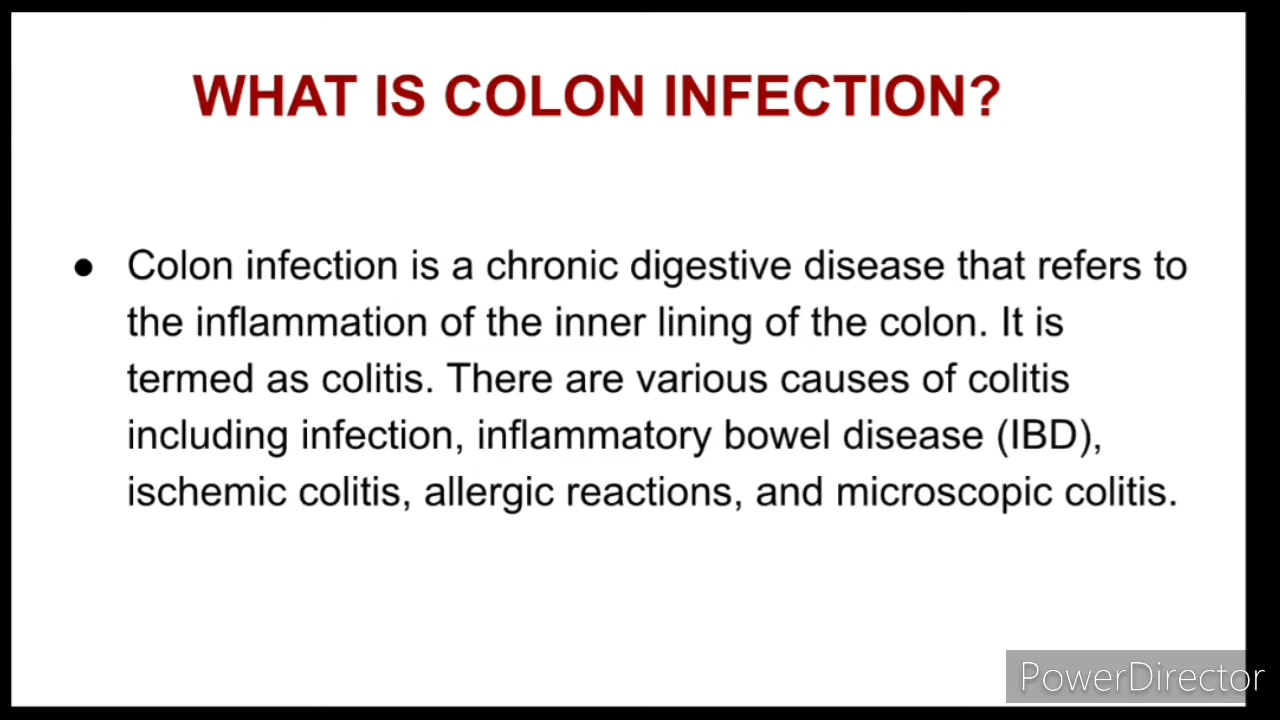 WHAT IS COLON INFECTION?
● Colon infection is a chronic digestive disease that refers to
the inflammation of the inner lining of the colon. It is
termed as colitis. There are various causes of colitis
including infection, inflammatory bowel disease (IBD),
ischemic colitis, allergic reactions, and microscopic colitis.
PowerDirector